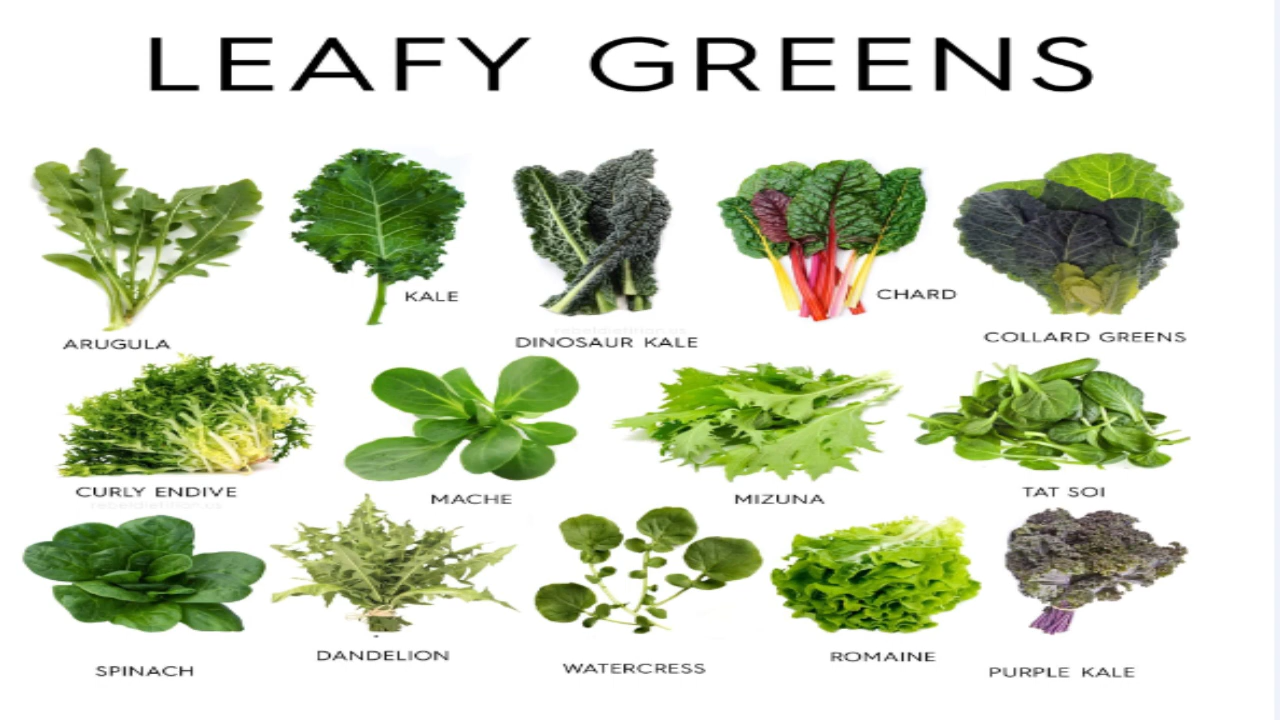 LEAFY GREENS
ARUGULA
KALE
DINOSAUR KALE
CHARD
COLLARD GREENS
CURLY ENDIVE
MACHE
MIZUNA
TAT SOI
SPINACH
DANDELION
WATERCRESS
ROMAINE
PURPLE KALE